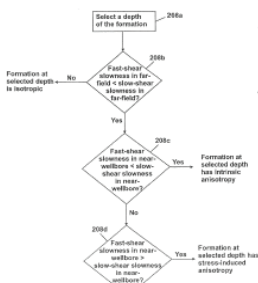 Select a depth
of the formation
208a
208b
Fast-shear
slowness in far-
field < slow-shear
slowness in
far-field?
No
Formation at
selected depth
is isotropic
Yes
208c
Fast-shear
slowness in near-
wellbore < slow-
shear slowness
in near-
wellbore?
Yes
Formation at
selected depth
has intrinsic
anisotropy
No
208d
Fast-shear
slowness in near-
wellbore >
slow-shear slowness
in near-
wellbore?
Yes
Formation at
selected depth has
stress-induced
anisotropy